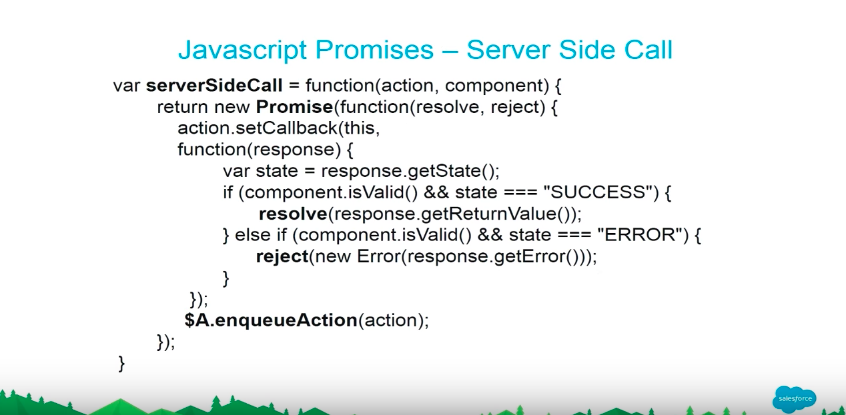 Javascript Promises – Server Side Call
var serverSideCall = function(action, component) {
return new Promise(function(resolve, reject) {
action.setCallback(this,
function(response) {
var state = response.getState();
if (component.isValid() && state === "SUCCESS") {
resolve(response.getReturnValue());
} else if (component.isValid() && state === "ERROR") {
reject(new Error(response.getError()));
}
});
$A.enqueueAction(action);
});
}
salesforce